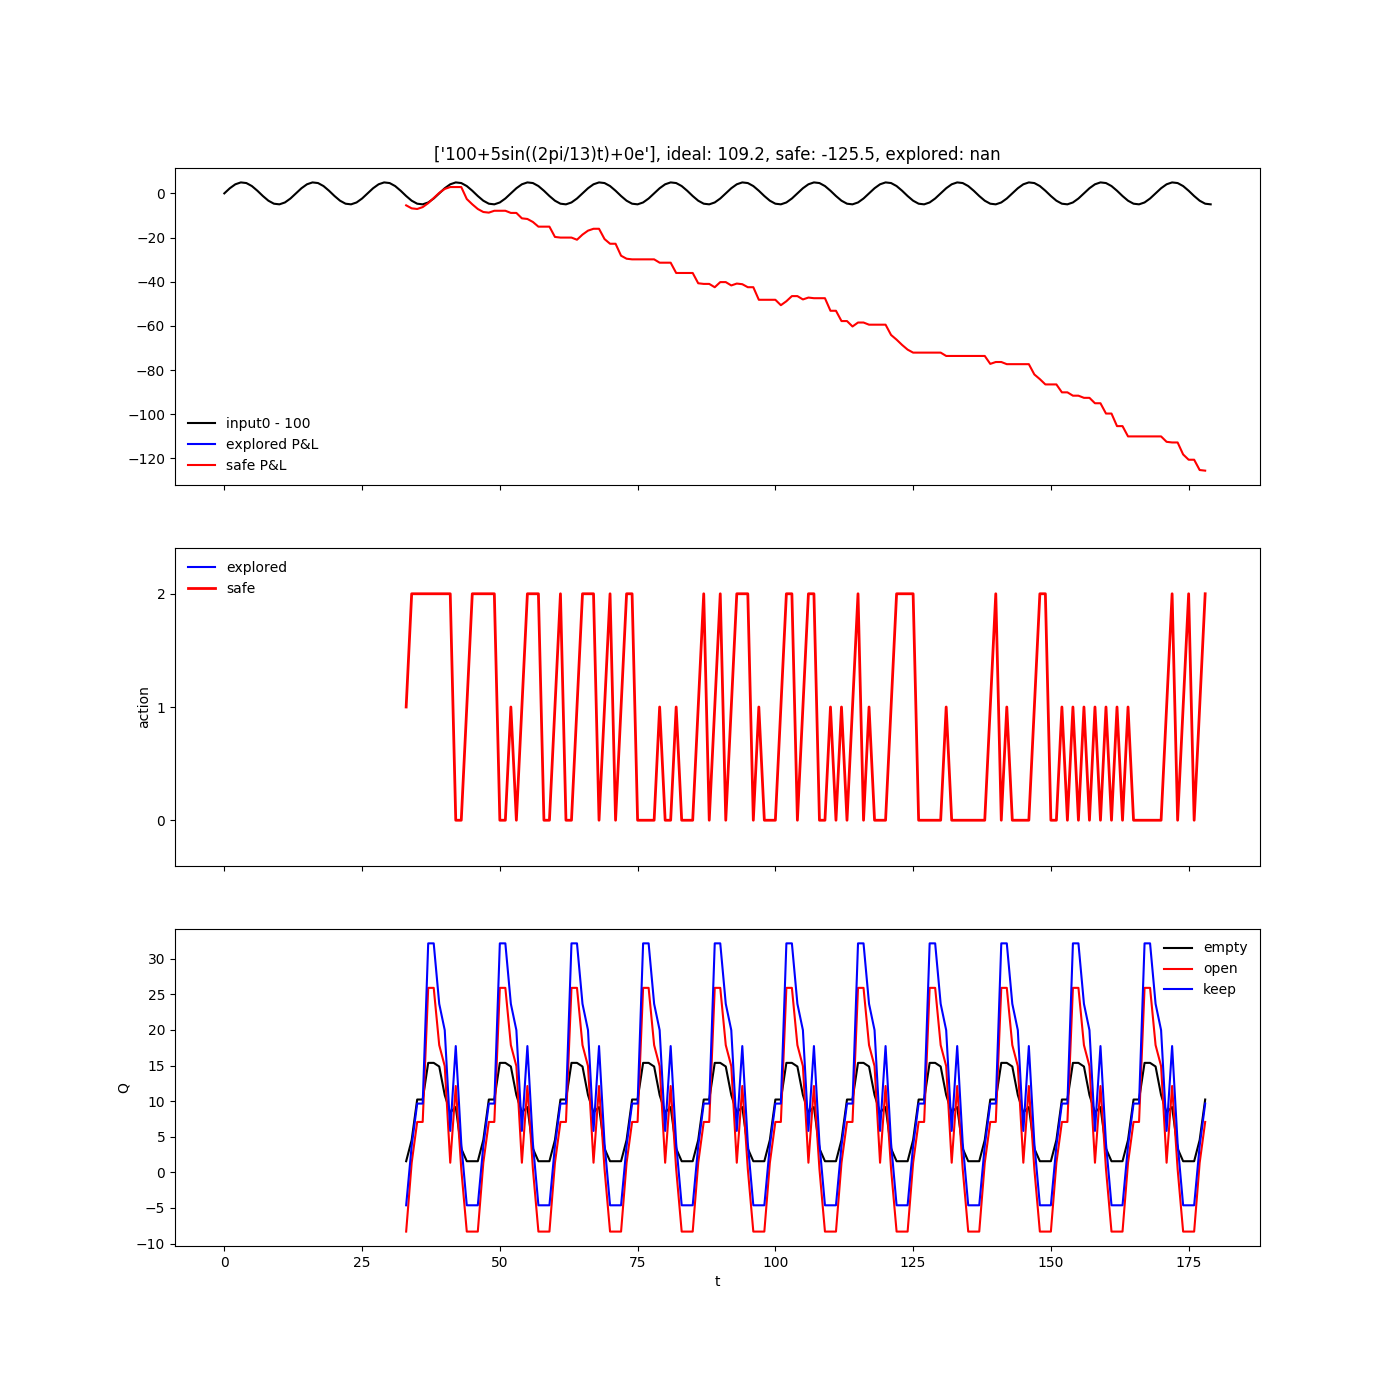 ['100+5sin((2pi/13)t)+0e'], ideal: 109.2, safe: -125.5, explored: nan
0
−20
−40
−60
−80
−100
−120
input0 - 100
explored P&L
safe P&L
2
1
0
action
explored
safe
30
25
20
15
10
5
0
−5
−10
Q
empty
open
keep
0 25 50 75 100 125 150 175
t